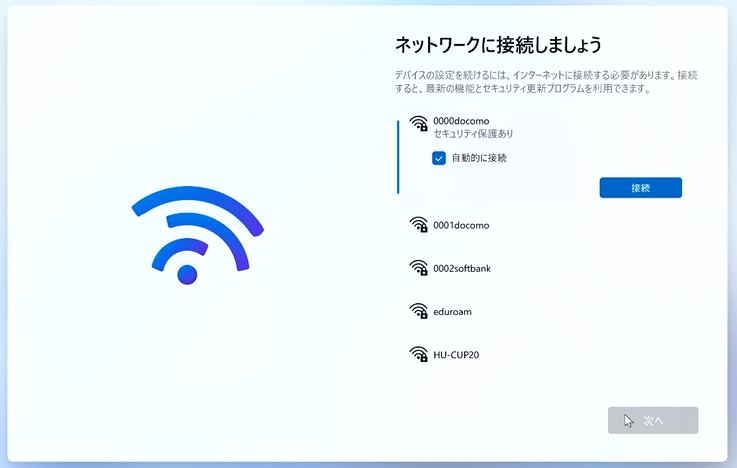 ネットワークに接続しましょう
デバイスの設定を続けるには、インターネットに接続する必要があります。接続
すると、最新の機能とセキュリティ更新プログラムを利用できます。
0000docomo
セキュリティ保護あり
自動的に接続
接続
0001docomo
0002softbank
eduroam
HU-CUP20
次へ